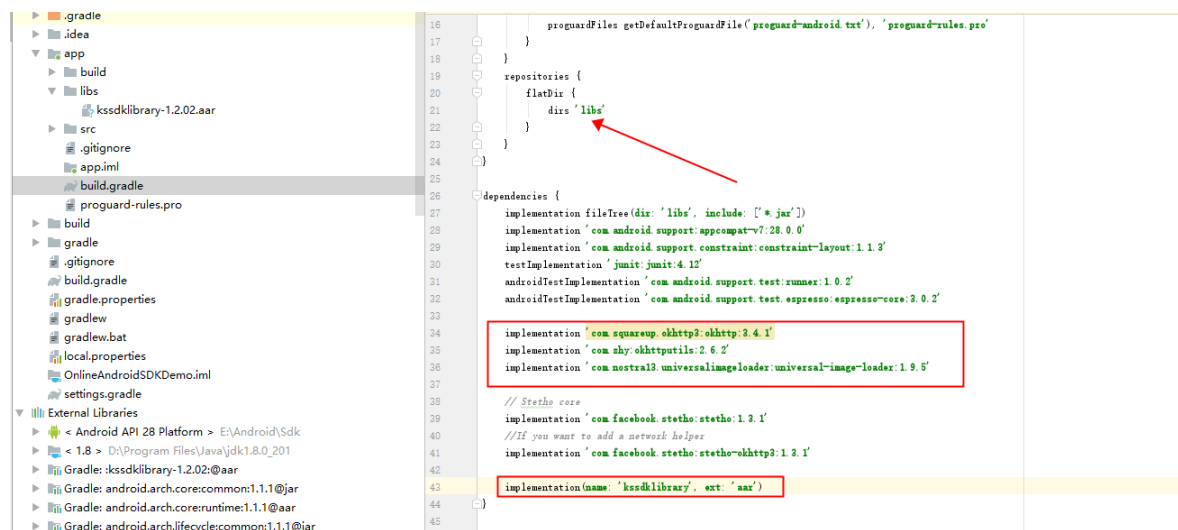 .gradle
.idea
app
build
libs
kssdklibrary-1.2.02.aar
src
.gitignore
app.iml
build.gradle
proguard-rules.pro
build
gradle
.gitignore
build.gradle
gradle.properties
gradlew
gradlew.bat
local.properties
OnlineAndroidSDKDemo.iml
settings.gradle
External Libraries
< Android API 28 Platform > E:\Android\Sdk
< 1.8 > D:\Program Files\Java\jdk1.8.0_201
Gradle: :kssdklibrary-1.2.02:@aar
Gradle: android.arch.core:common:1.1.1@jar
Gradle: android.arch.core:runtime:1.1.1@aar
Gradle: android.arch.lifecycle:common:1.1.1@jar
16 proguardFiles getDefaultProguardFile('proguard-android.txt'), 'proguard-rules.pro'
17 }
18 }
19 repositories {
20 flatDir {
21 dirs 'libs'
22 }
23 }
24 }
25
26 dependencies {
27 implementation fileTree(dir: 'libs', include: ['*.jar'])
28 implementation 'com.android.support:appcompat-v7:28.0.0'
29 implementation 'com.android.support.constraint:constraint-layout:1.1.3'
30 testImplementation 'junit:junit:4.12'
31 androidTestImplementation 'com.android.support.test:runner:1.0.2'
32 androidTestImplementation 'com.android.support.test.espresso:espresso-core:3.0.2'
33
34 implementation 'com.squareup.okhttp3:okhttp:3.4.1'
35 implementation 'com.zhy:okhttputils:2.6.2'
36 implementation 'com.nostra13.universalimageloader:universal-image-loader:1.9.5'
37
38 // Stetho core
39 implementation 'com.facebook.stetho:stetho:1.3.1'
40 //If you want to add a network helper
41 implementation 'com.facebook.stetho:stetho-okhttp3:1.3.1'
42
43 implementation(name: 'kssdklibrary', ext: 'aar')
44 }
45